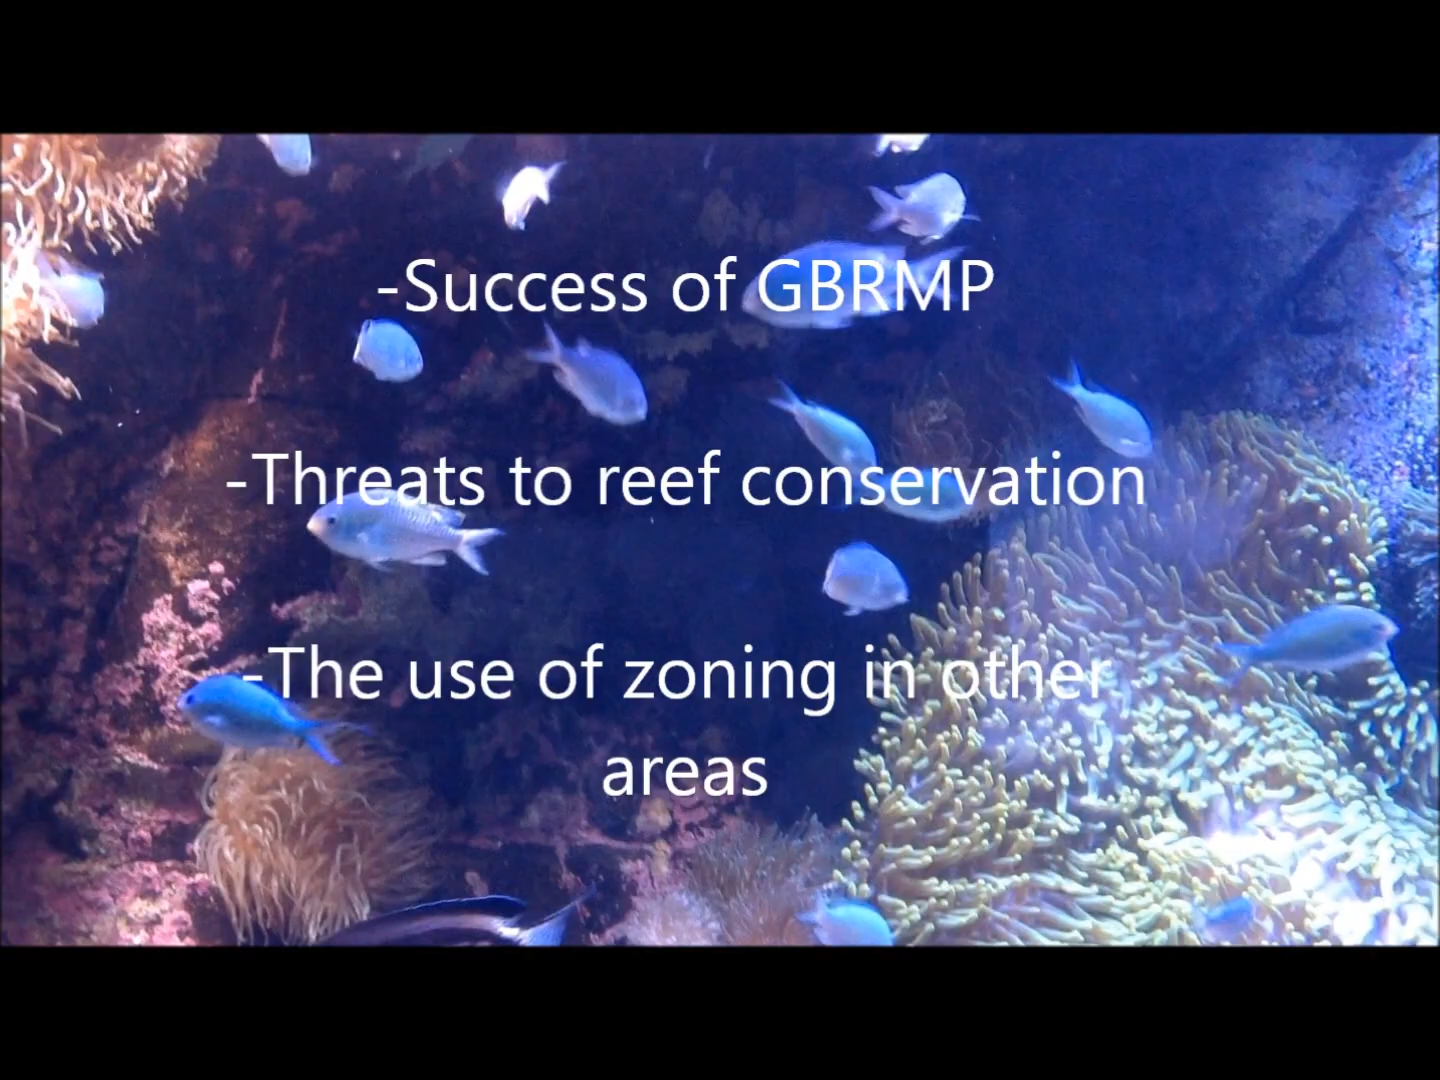 -Success of GBRMP
-Threats to reef conservation
-The use of zoning in other
areas